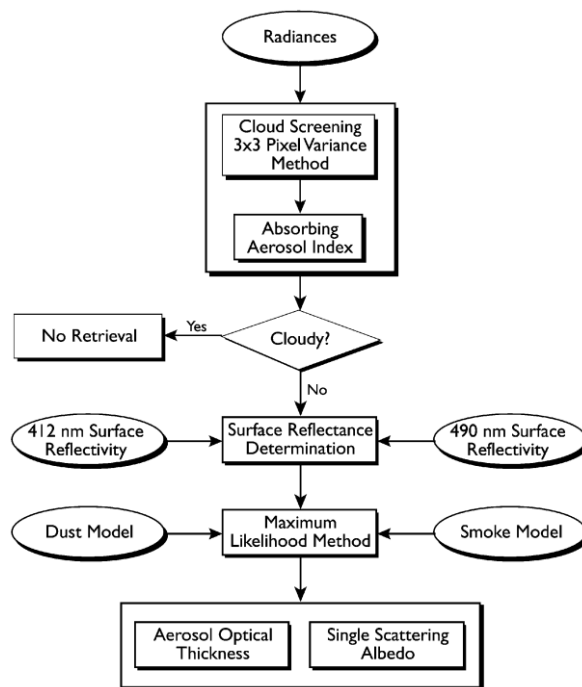 Radiances
Cloud Screening
3x3 Pixel Variance
Method
Absorbing
Aerosol Index
No Retrieval
Yes
Cloudy?
No
412 nm Surface
Reflectivity
Surface Reflectance
Determination
490 nm Surface
Reflectivity
Dust Model
Maximum
Likelihood Method
Smoke Model
Aerosol Optical
Thickness
Single Scattering
Albedo